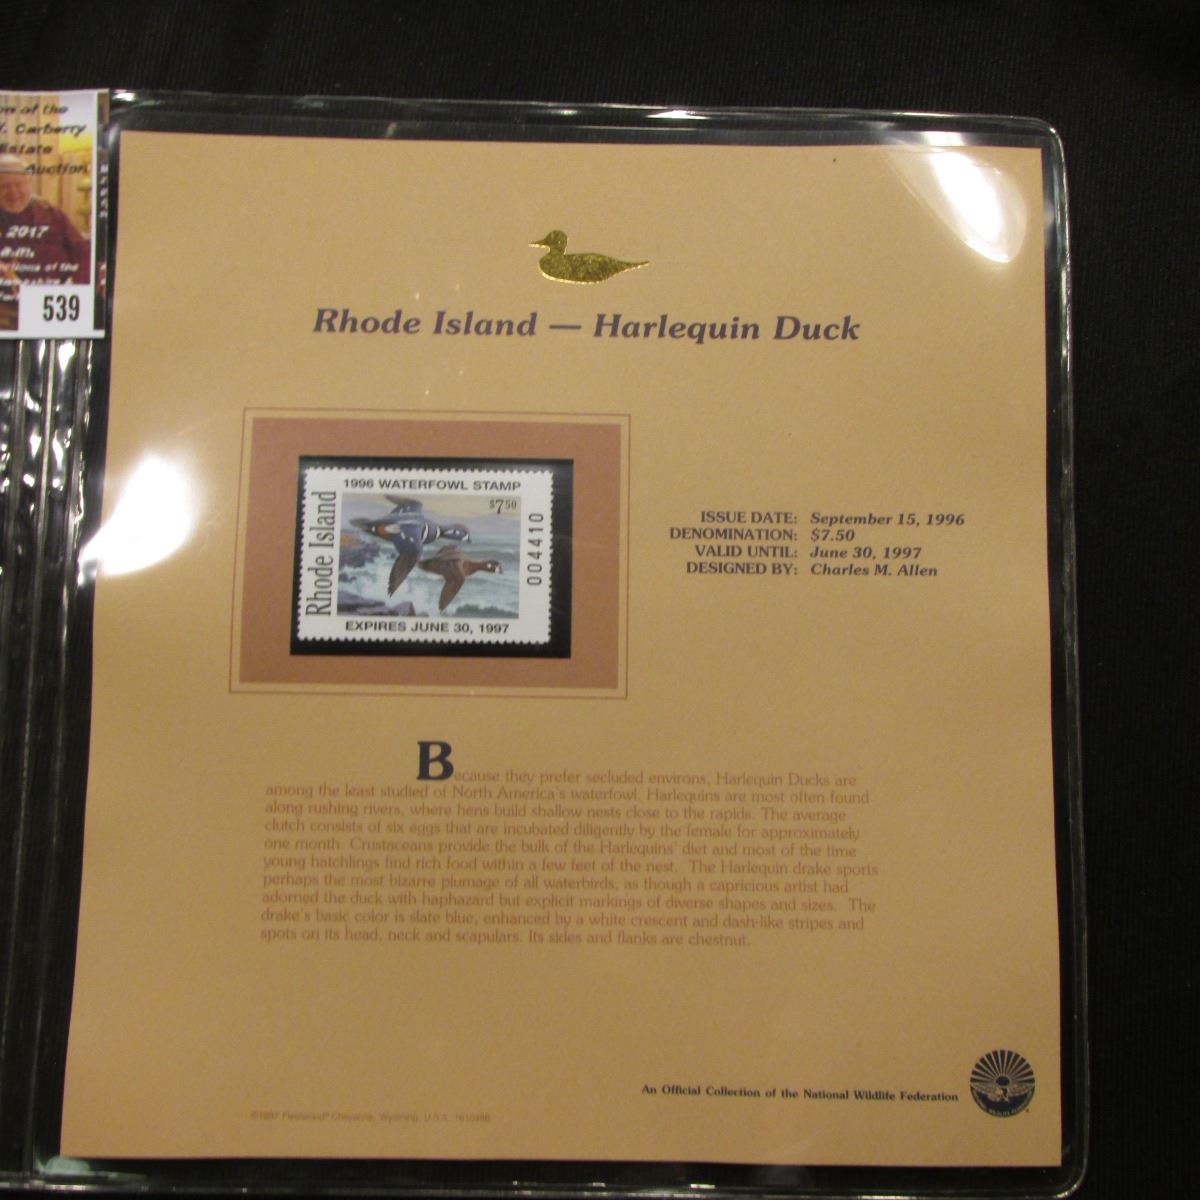 of the
Carberry
Estate
Auction
2017
a.m.
of the
539
Rhode Island — Harlequin Duck
1996 WATERFOWL STAMP
$7.50
Rhode Island
004410
EXPIRES JUNE 30, 1997
ISSUE DATE: September 15, 1996
DENOMINATION: $7.50
VALID UNTIL: June 30, 1997
DESIGNED BY: Charles M. Allen
Because they prefer secluded environs, Harlequin Ducks are
among the least studied of North America's waterfowl. Harlequins are most often found
along rushing rivers, where hens build shallow nests close to the rapids. The average
clutch consists of six eggs that are incubated diligently by the female for approximately
one month. Crustaceans provide the bulk of the Harlequins' diet and most of the time
young hatchlings find rich food within a few feet of the nest. The Harlequin drake sports
perhaps the most bizarre plumage of all waterbirds, as though a capricious artist had
adorned the duck with haphazard but explicit markings of diverse shapes and sizes. The
drake's basic color is slate blue, enhanced by a white crescent and dash-like stripes and
spots on its head, neck and scapulars. Its sides and flanks are chestnut.
An Official Collection of the National Wildlife Federation
©1997 Fleetwood® Cheyenne, Wyoming, U.S.A.